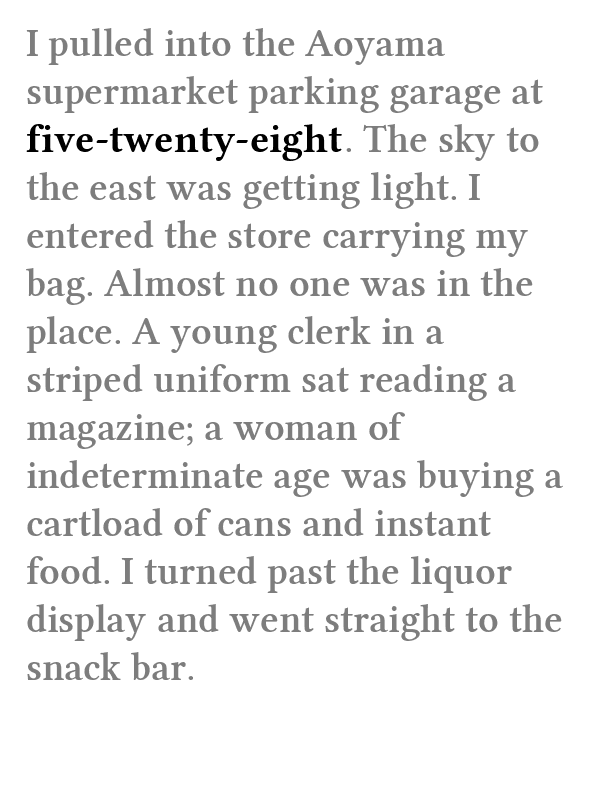 I pulled into the Aoyama
supermarket parking garage at
five-twenty-eight. The sky to
the east was getting light. I
entered the store carrying my
bag. Almost no one was in the
place. A young clerk in a
striped uniform sat reading a
magazine; a woman of
indeterminate age was buying a
cartload of cans and instant
food. I turned past the liquor
display and went straight to the
snack bar.